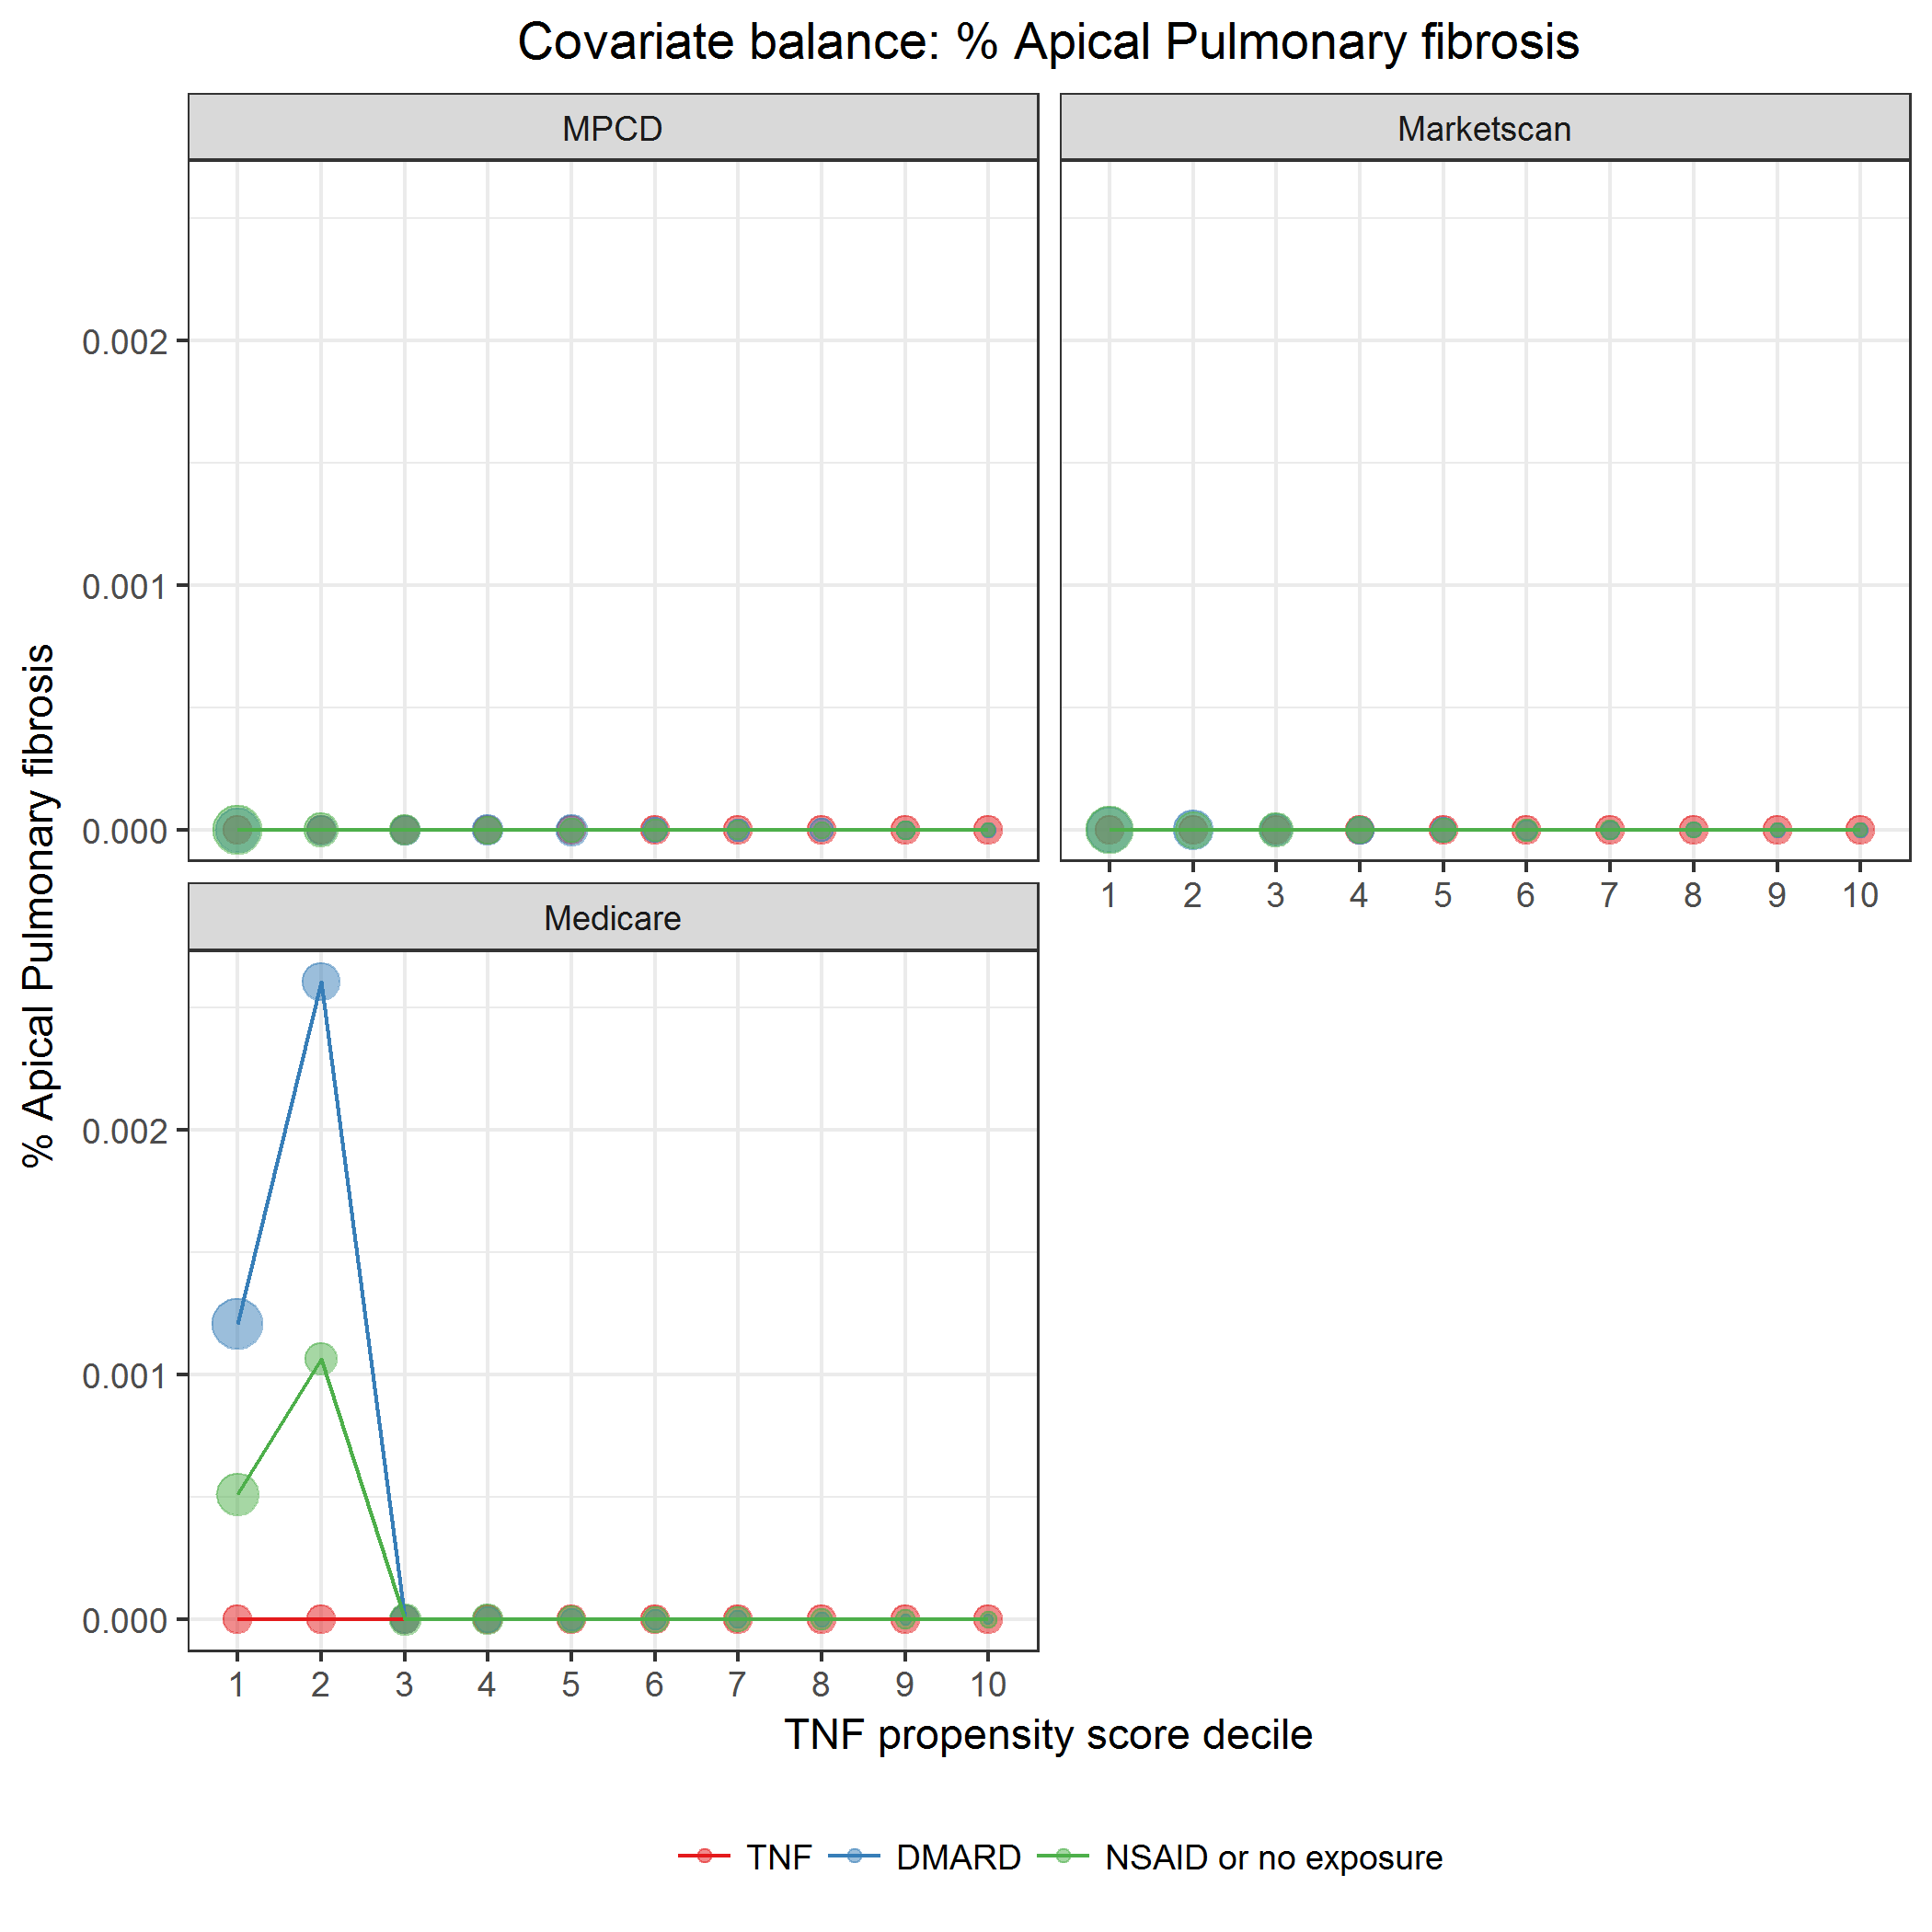 Covariate balance: % Apical Pulmonary fibrosis
MPCD
Marketscan
0.002
0.001
0.000
1 2 3 4 5 6 7 8 9 10
Medicare
0.002
0.001
0.000
1 2 3 4 5 6 7 8 9 10
% Apical Pulmonary fibrosis
TNF propensity score decile
TNF DMARD NSAID or no exposure